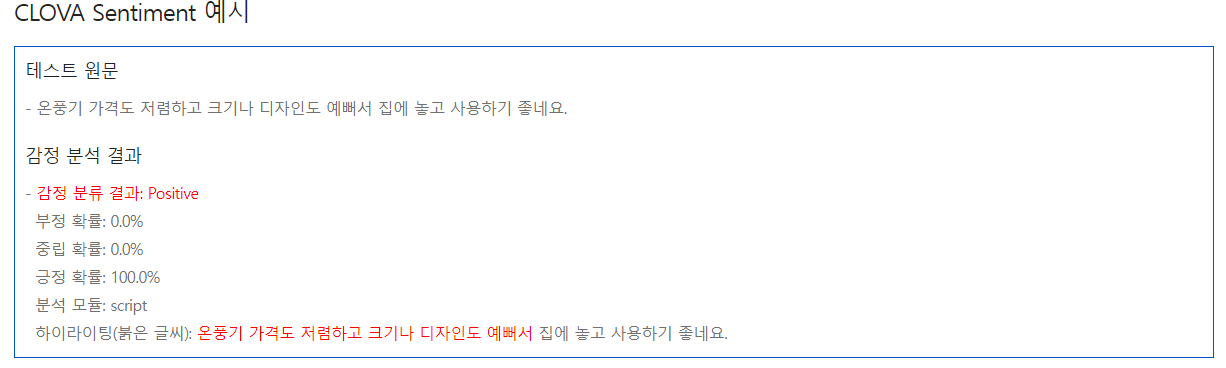 CLOVA Sentiment 예시
테스트 원문
- 온풍기 가격도 저렴하고 크기나 디자인도 예뻐서 집에 놓고 사용하기 좋네요.
감정 분석 결과
- 감정 분류 결과: Positive
부정 확률: 0.0%
중립 확률: 0.0%
긍정 확률: 100.0%
분석 모듈: script
하이라이팅(붉은 글씨): 온풍기 가격도 저렴하고 크기나 디자인도 예뻐서 집에 놓고 사용하기 좋네요.